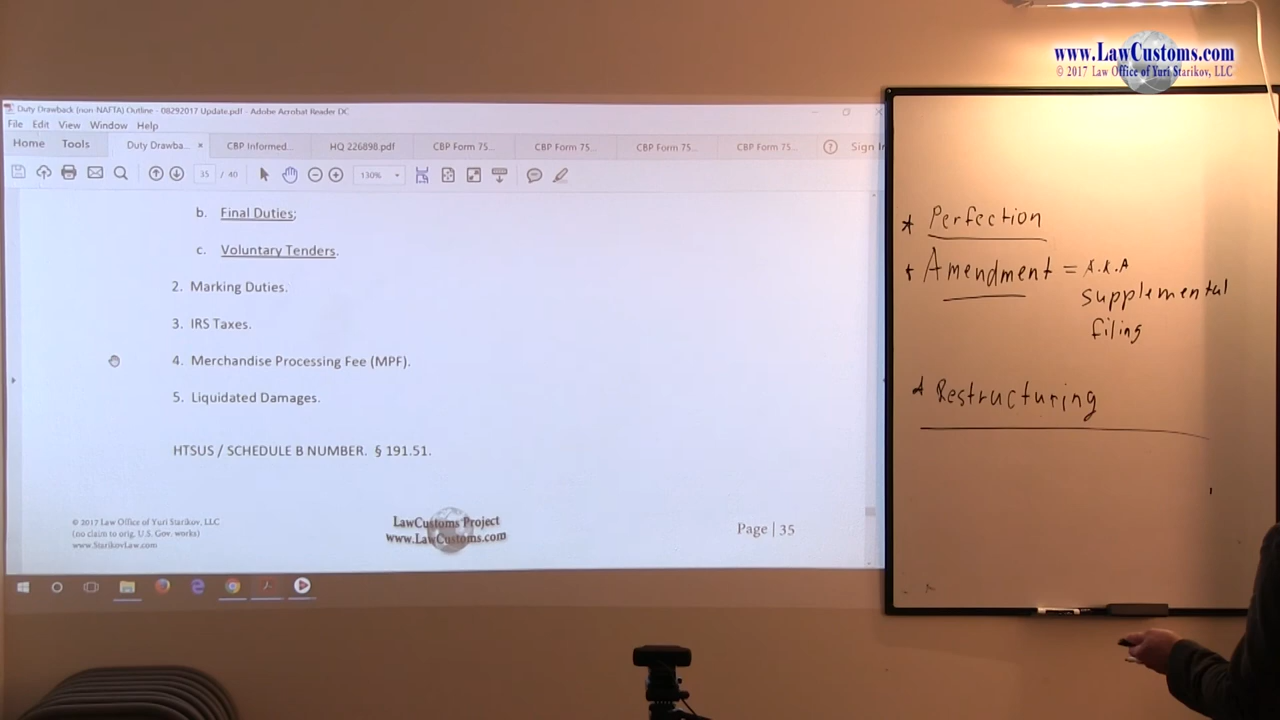 www.LawCustoms.com
© 2017 Law Office of Yuri Starikov, LLC
Duty Drawback (non-NAFTA) Outline - 08292017 Update.pdf - Adobe Acrobat Reader DC
File Edit View Window Help
Home Tools Duty Drawba... × CBP Informed... HQ 226898.pdf CBP Form 75... CBP Form 75... CBP Form 75... CBP Form 75... Sign In
35 / 40 130%
b. Final Duties;
c. Voluntary Tenders.
2. Marking Duties.
3. IRS Taxes.
4. Merchandise Processing Fee (MPF).
5. Liquidated Damages.
HTSUS / SCHEDULE B NUMBER. § 191.51.
© 2017 Law Office of Yuri Starikov, LLC
(no claim to orig. U.S. Gov. works)
www.StarikovLaw.com
LawCustoms Project
www.LawCustoms.com
Page | 35
* Perfection
* Amendment = A.K.A
supplemental
filing
* Restructuring